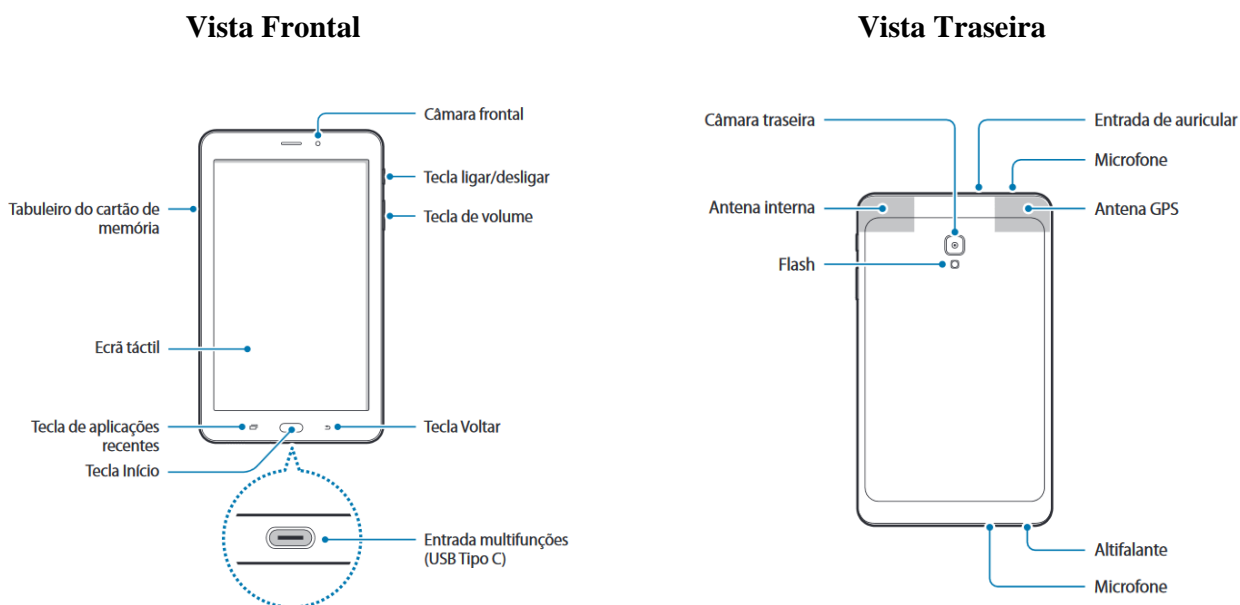 Vista Frontal
Vista Traseira
Câmara frontal
Tecla ligar/desligar
Tabuleiro do cartão de
memória
Tecla de volume
Ecrã táctil
Tecla de aplicações
recentes
Tecla Voltar
Tecla Início
Entrada multifunções
(USB Tipo C)
Câmara traseira
Entrada de auricular
Microfone
Antena interna
Antena GPS
Flash
Altifalante
Microfone